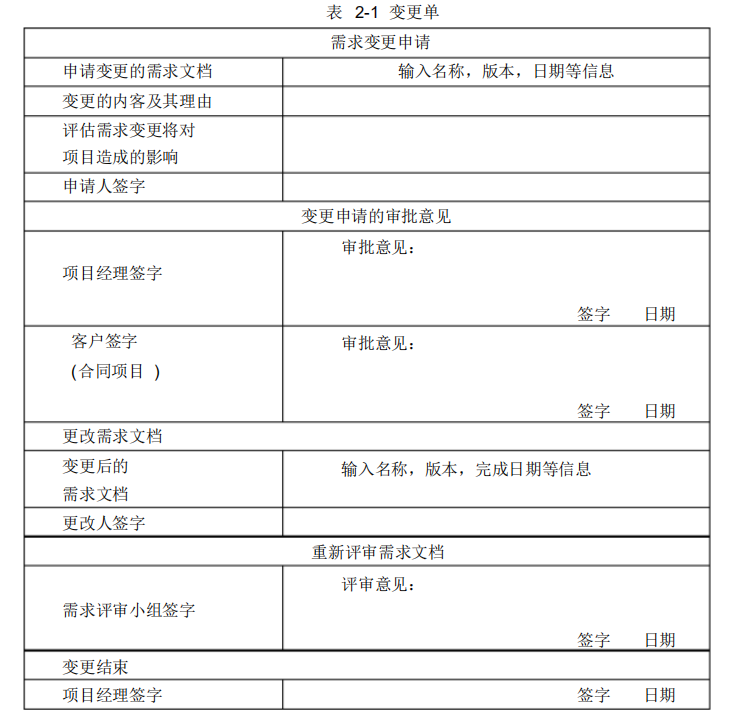 表 2-1 变更单
需求变更申请
申请变更的需求文档 输入名称，版本，日期等信息
变更的内容及其理由
评估需求变更将对
项目造成的影响
申请人签字
变更申请的审批意见
审批意见：
项目经理签字
签字 日期
客户签字 审批意见：
(合同项目 )
签字 日期
更改需求文档
变更后的 输入名称，版本，完成日期等信息
需求文档
更改人签字
重新评审需求文档
评审意见：
需求评审小组签字
签字 日期
变更结束
项目经理签字 签字 日期